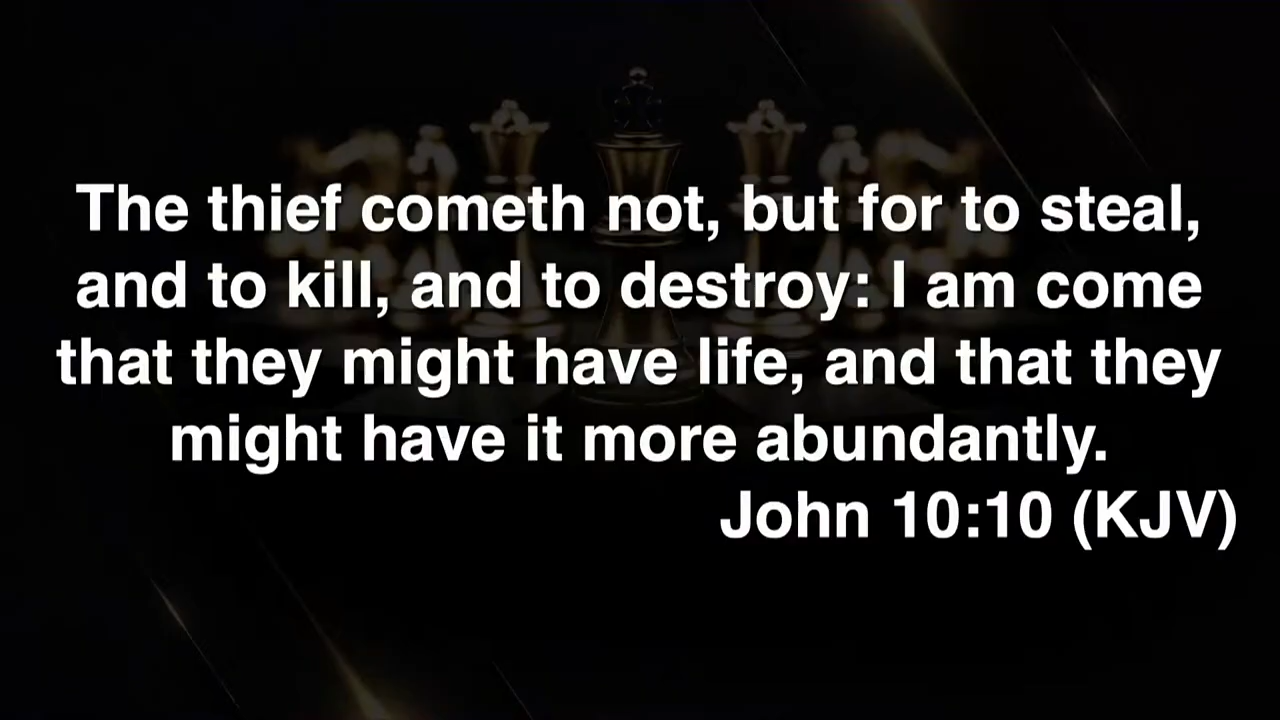 The thief cometh not, but for to steal,
and to kill, and to destroy: I am come
that they might have life, and that they
might have it more abundantly.
John 10:10 (KJV)